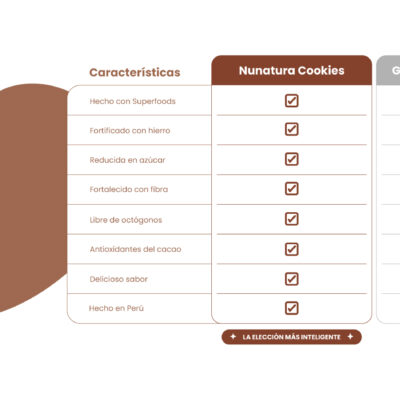 Características
Nunatura Cookies
G
Hecho con Superfoods
Fortificado con hierro
Reducida en azúcar
Fortalecido con fibra
Libre de octógonos
Antioxidantes del cacao
Delicioso sabor
Hecho en Perú
LA ELECCIÓN MÁS INTELIGENTE